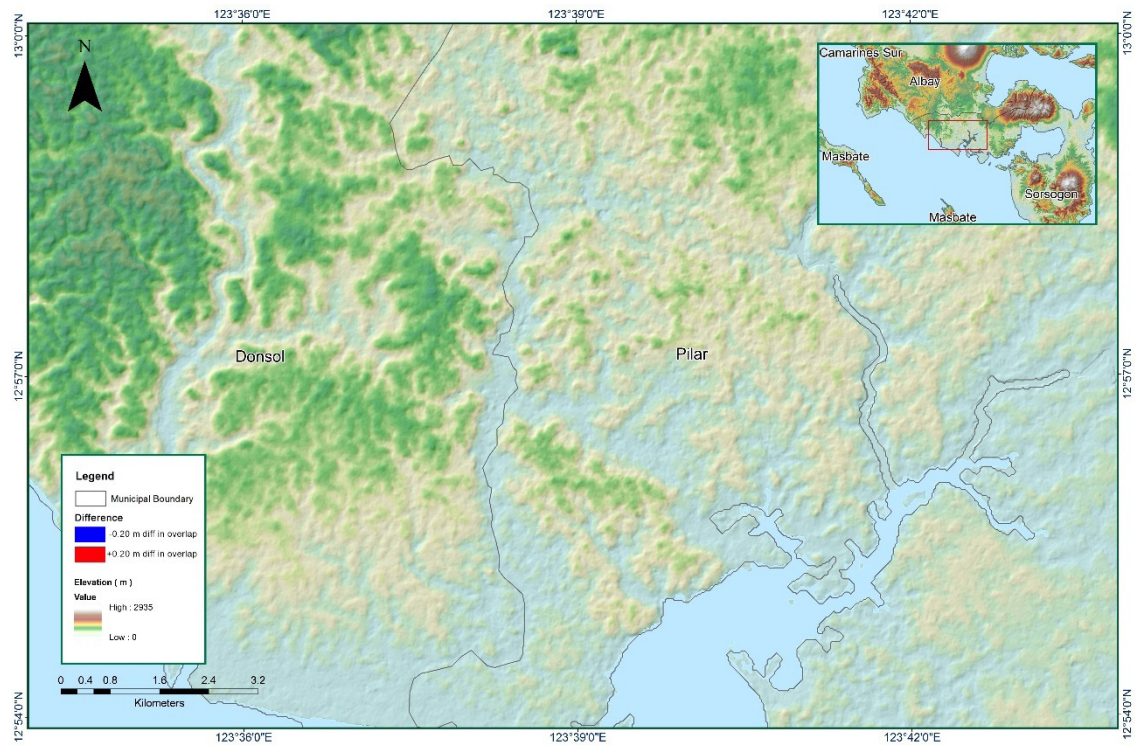 123°36'0"E
123°39'0"E
123°42'0"E
13°0'0"N
13°0'0"N
N
Camarines Sur
Albay
Masbate
Sorsogon
Masbate
Donsol
Pilar
12°57'0"N
12°57'0"N
Legend
Municipal Boundary
Difference
-0.20 m diff in overlap
+0.20 m diff in overlap
Elevation ( m )
Value
High : 2935
Low : 0
0 0.4 0.8 1.6 2.4 3.2
Kilometers
12°54'0"N
12°54'0"N
123°36'0"E
123°39'0"E
123°42'0"E